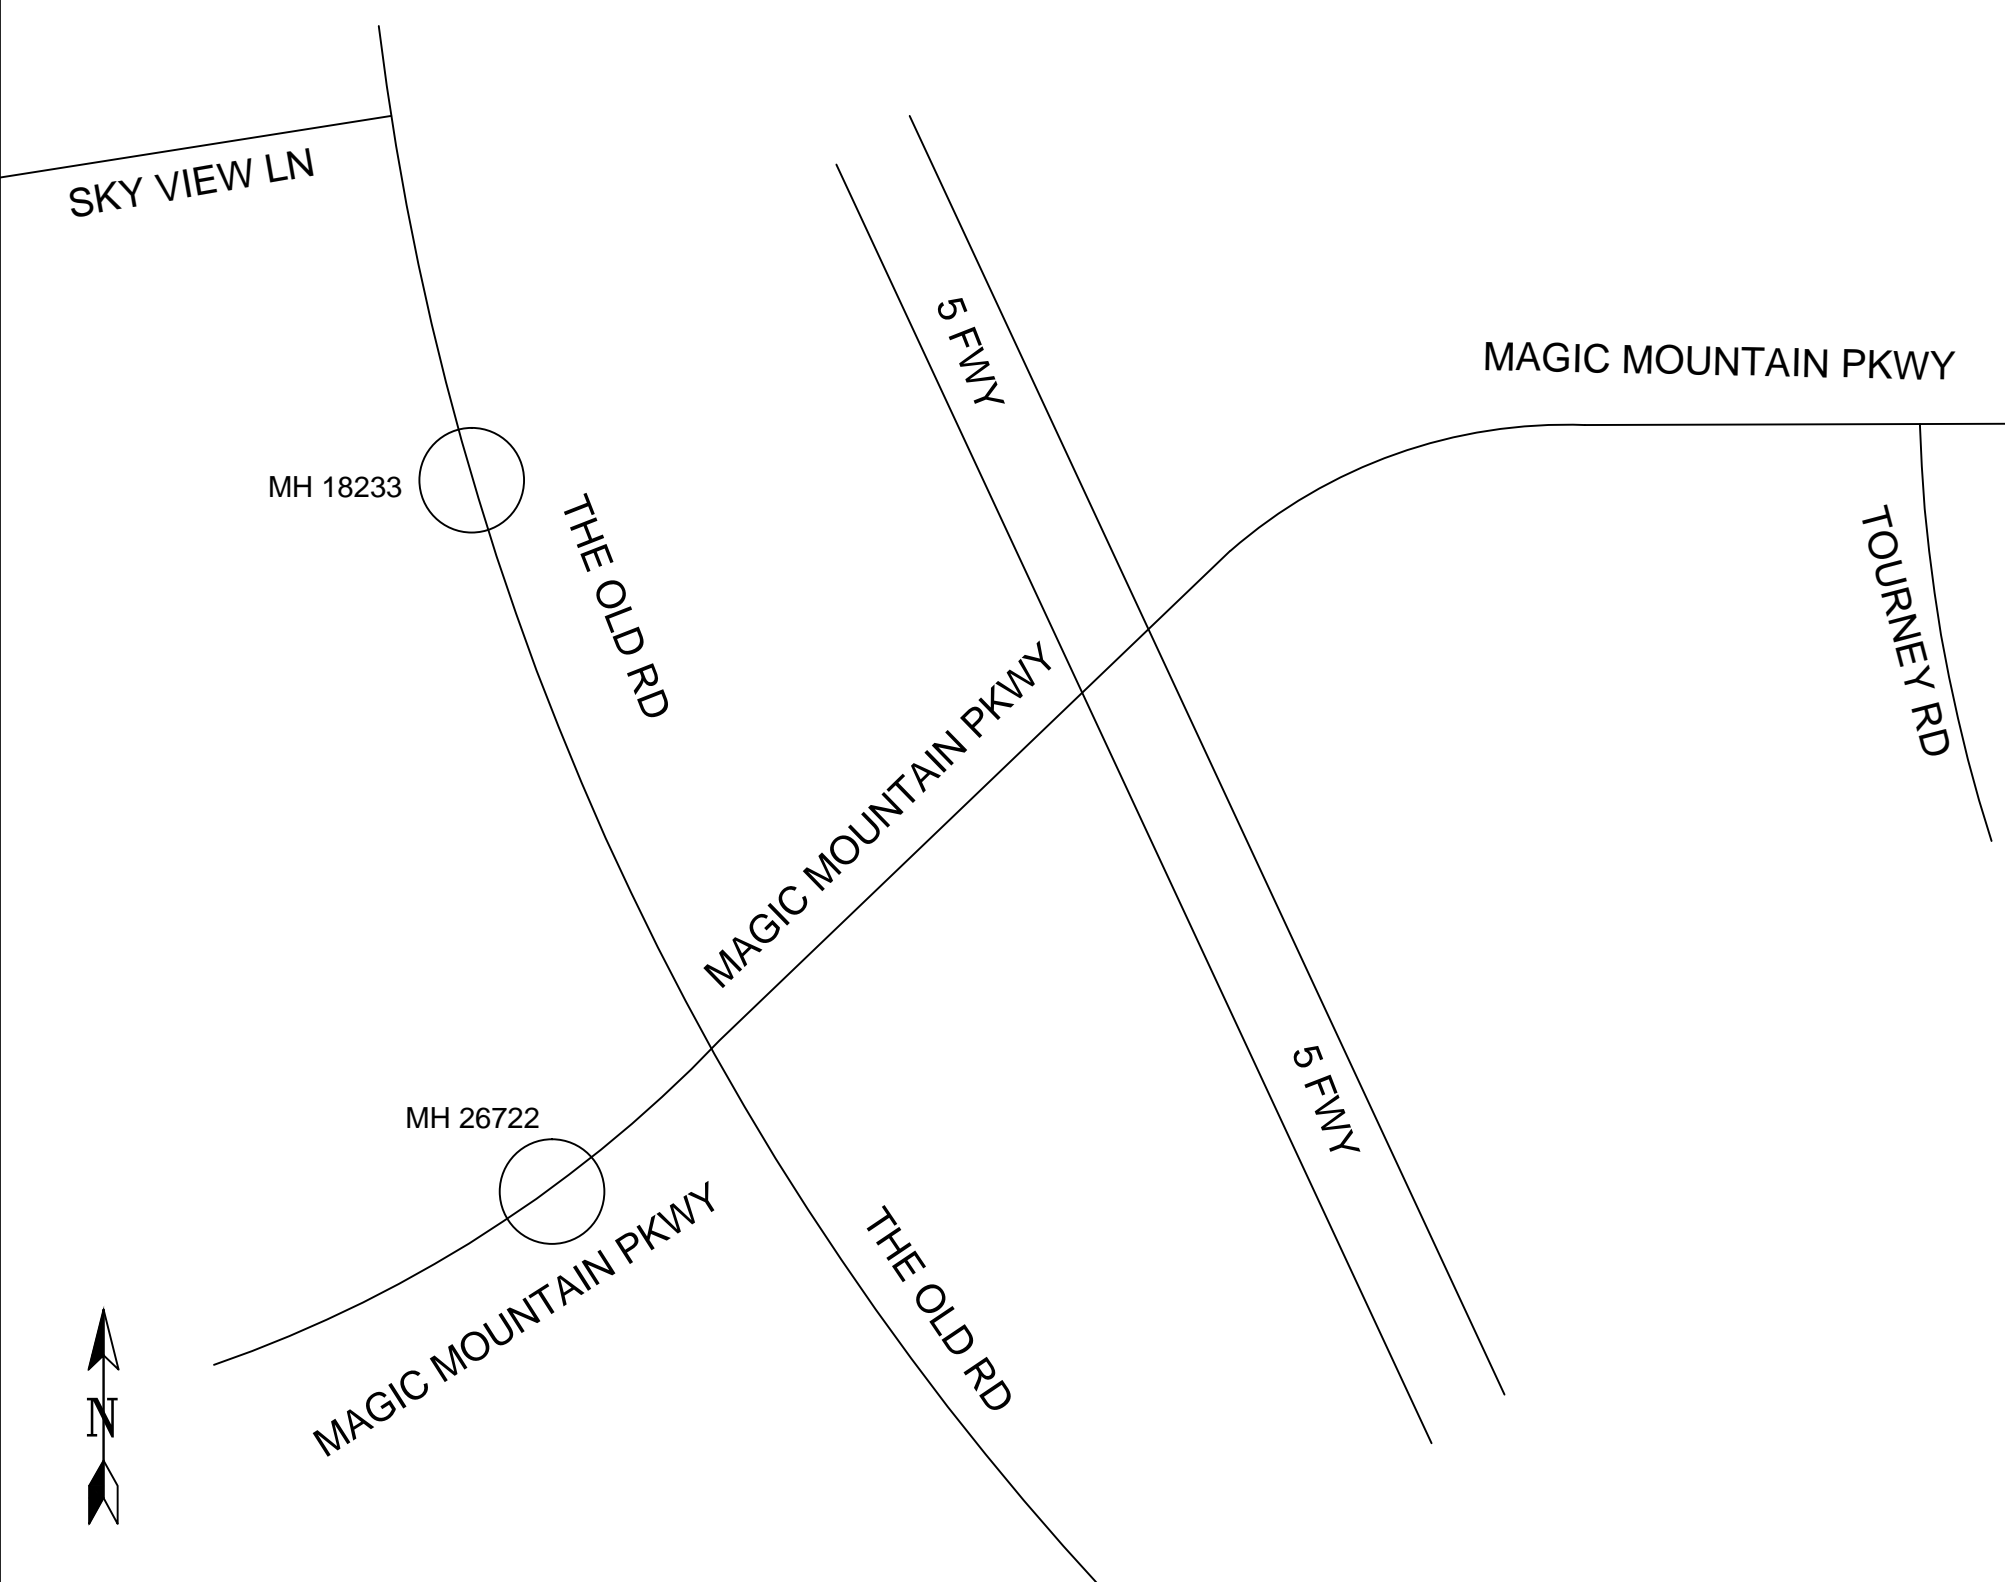 SKY VIEW LN
5 FWY
MAGIC MOUNTAIN PKWY
MH 18233
THE OLD RD
TOURNEY RD
MAGIC MOUNTAIN PKWY
5 FWY
MH 26722
MAGIC MOUNTAIN PKWY
THE OLD RD
N